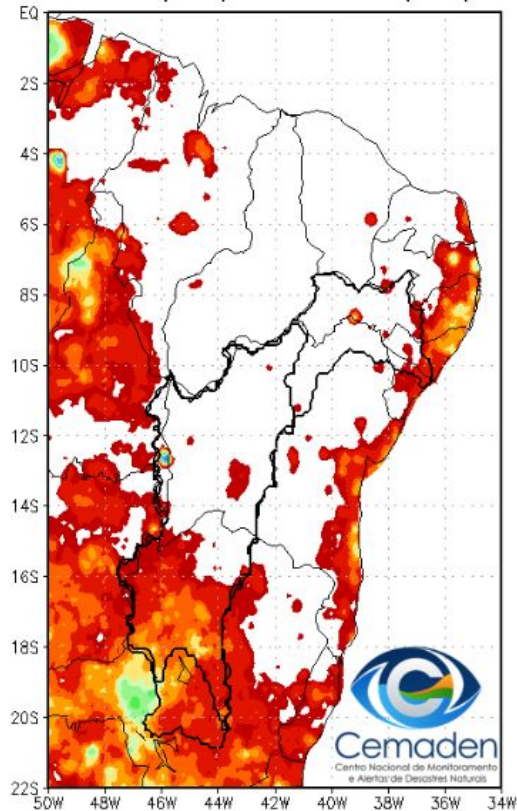 EQ
2S
4S
6S
8S
10S
12S
14S
16S
18S
20S
22S
50W 48W 46W 44W 42W 40W 38W 36W 34W
Cemaden
Centro Nacional de Monitoramento
e Alertas de Desastres Naturais